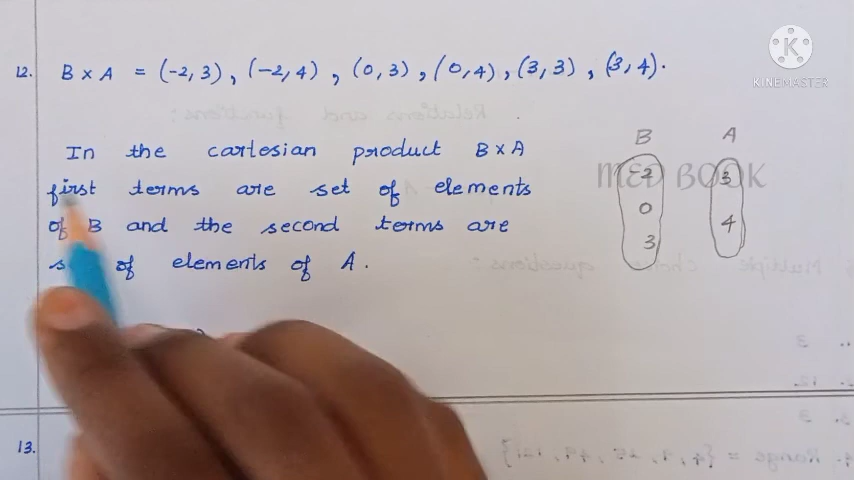 12. B × A = (-2, 3), (-2, 4), (0, 3), (0, 4), (3, 3), (3, 4).
KINEMASTER
In the cartesian product B × A
first terms are set of elements
of B and the second terms are
of elements of A.
B A
-2 3
0
4
3
MED BOOK
13.